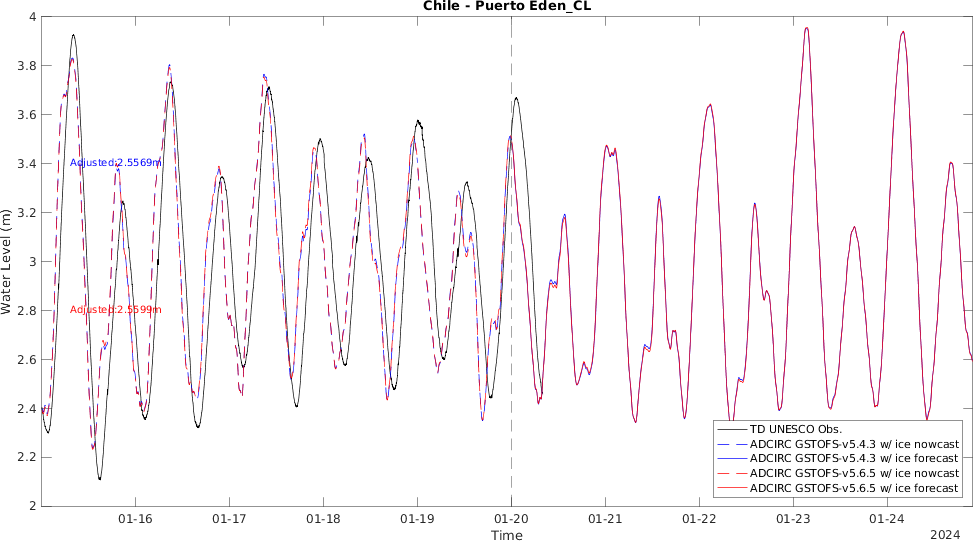 Chile - Puerto Eden_CL
4
3.8
3.6
3.4
3.2
3
2.8
2.6
2.4
2.2
2
Water Level (m)
Adjusted:2.5569m
Adjusted:2.5599m
TD UNESCO Obs.
ADCIRC GSTOFS-v5.4.3 w/ ice nowcast
ADCIRC GSTOFS-v5.4.3 w/ ice forecast
ADCIRC GSTOFS-v5.6.5 w/ ice nowcast
ADCIRC GSTOFS-v5.6.5 w/ ice forecast
01-16 01-17 01-18 01-19 01-20 01-21 01-22 01-23 01-24
Time
2024